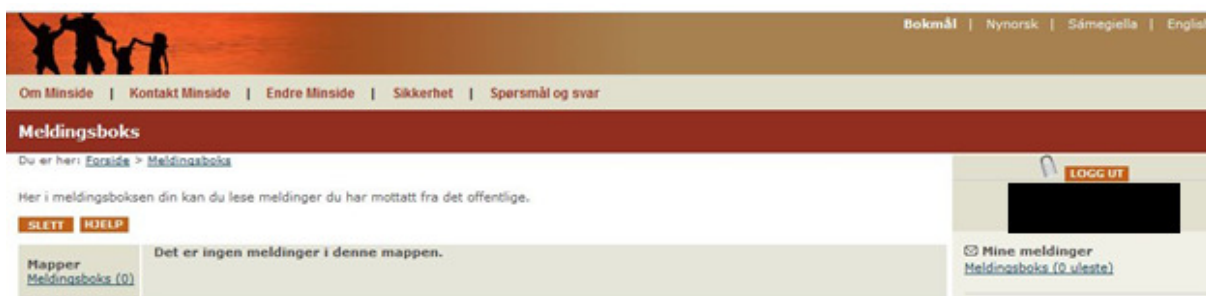 Bokmål | Nynorsk | Sámegiella | English
Om Minside | Kontakt Minside | Endre Minside | Sikkerhet | Spørsmål og svar
Meldingsboks
Du er her: Forside > Meldingsboks
LOGG UT
Her i meldingsboksen din kan du lese meldinger du har mottatt fra det offentlige.
SLETT HJELP
Mapper
Meldingsboks (0)
Det er ingen meldinger i denne mappen.
Mine meldinger
Meldingsboks (0 uleste)